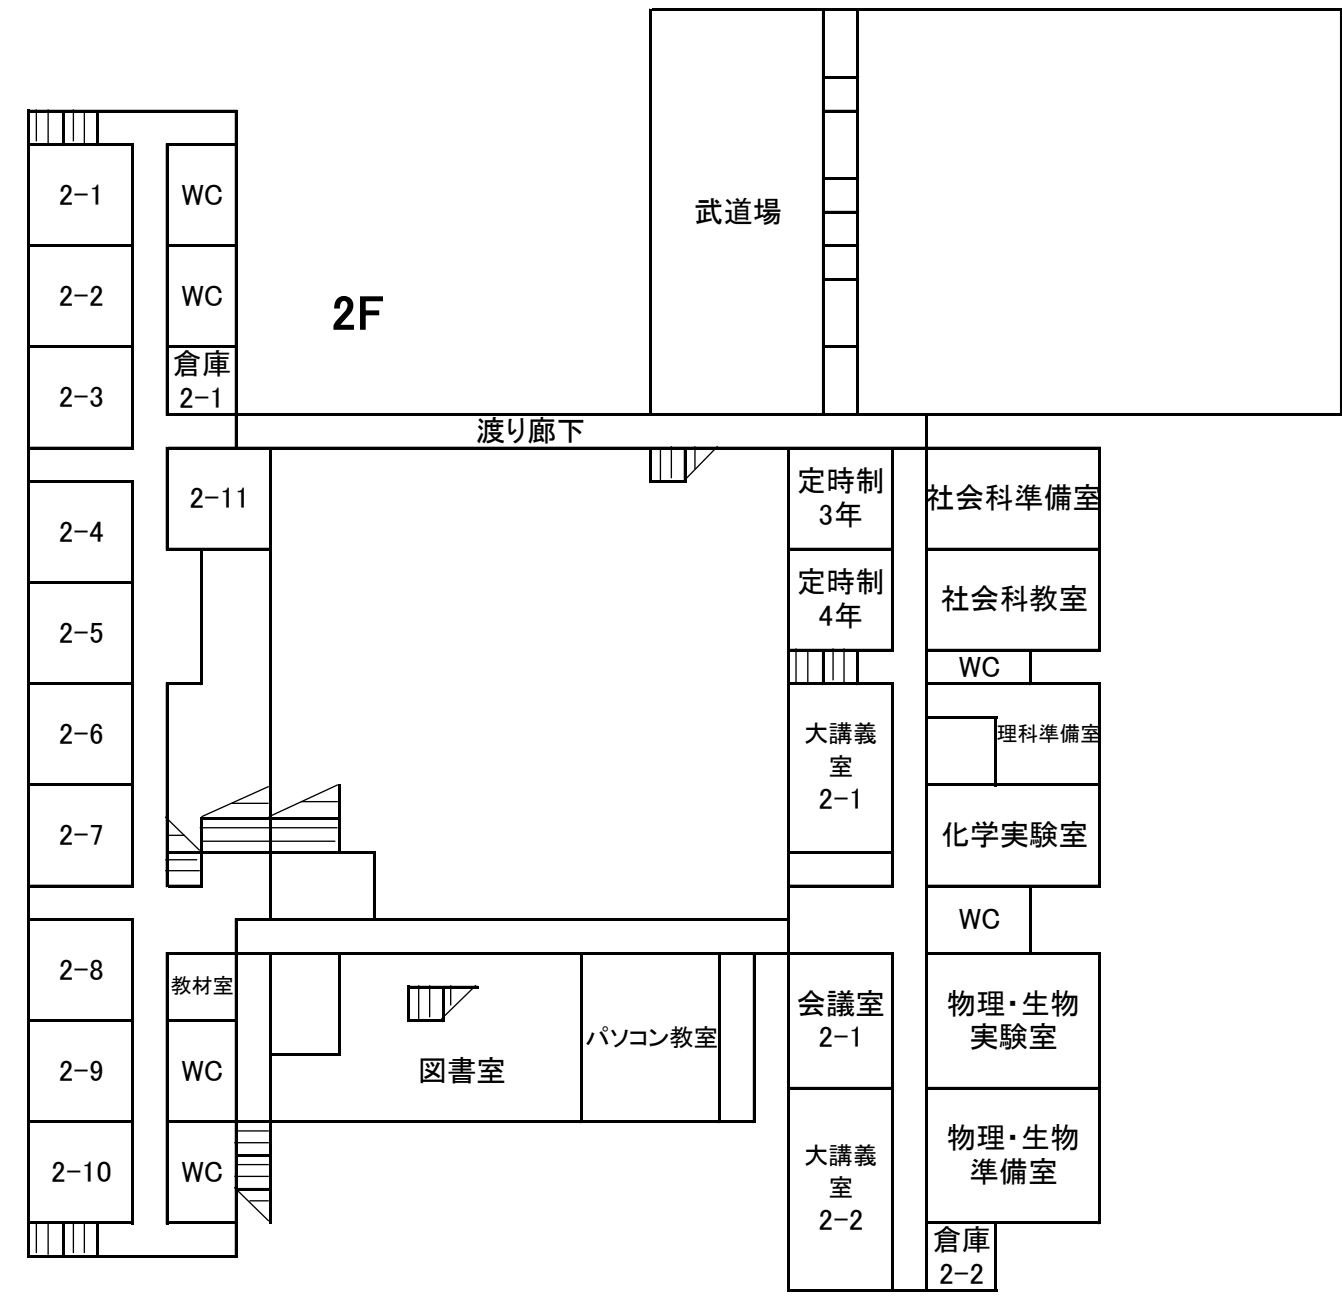 武道場
2-1
WC
2-2
WC
2F
倉庫
2-1
2-3
渡り廊下
2-11
定時制
3年
社会科準備室
2-4
定時制
4年
社会科教室
2-5
WC
2-6
大講義
室
2-1
理科準備室
2-7
化学実験室
WC
2-8
教材室
会議室
2-1
物理・生物
実験室
パソコン教室
2-9
WC
図書室
2-10
WC
大講義
室
2-2
物理・生物
準備室
倉庫
2-2